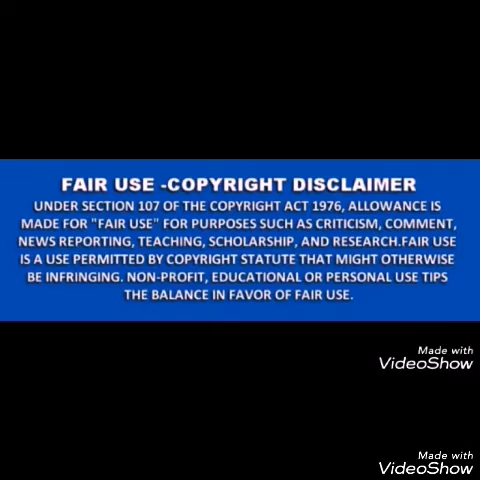 FAIR USE -COPYRIGHT DISCLAIMER
UNDER SECTION 107 OF THE COPYRIGHT ACT 1976, ALLOWANCE IS
MADE FOR "FAIR USE" FOR PURPOSES SUCH AS CRITICISM, COMMENT,
NEWS REPORTING, TEACHING, SCHOLARSHIP, AND RESEARCH.FAIR USE
IS A USE PERMITTED BY COPYRIGHT STATUTE THAT MIGHT OTHERWISE
BE INFRINGING. NON-PROFIT, EDUCATIONAL OR PERSONAL USE TIPS
THE BALANCE IN FAVOR OF FAIR USE.
Made with
VideoShow
Made with
VideoShow